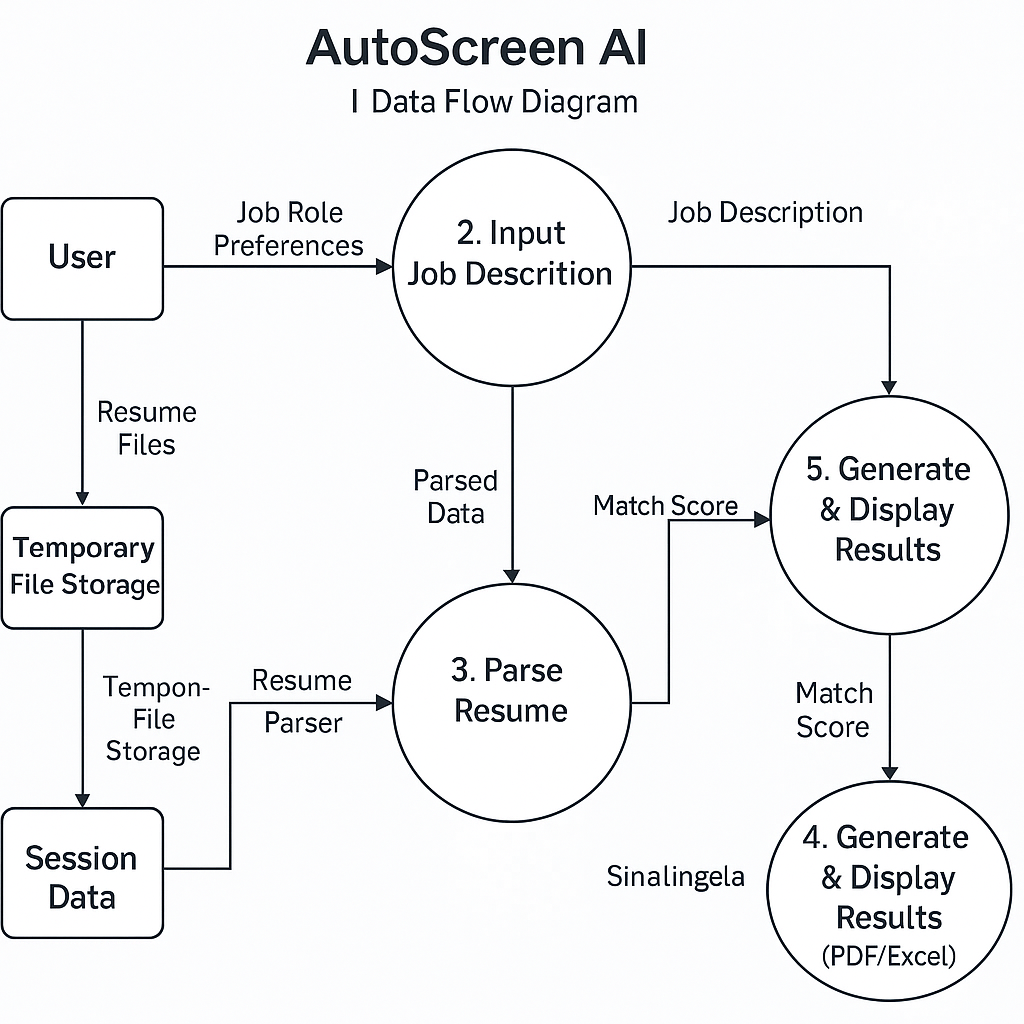 AutoScreen AI
I Data Flow Diagram
User
Job Role
Preferences
2. Input
Job Descrition
Job Description
Resume
Files
Parsed
Data
Match Score
5. Generate
& Display
Results
Temporary
File Storage
Tempon-
File
Storage
Resume
Parser
3. Parse
Resume
Match
Score
Session
Data
Sinalingela
4. Generate
& Display
Results
(PDF/Excel)